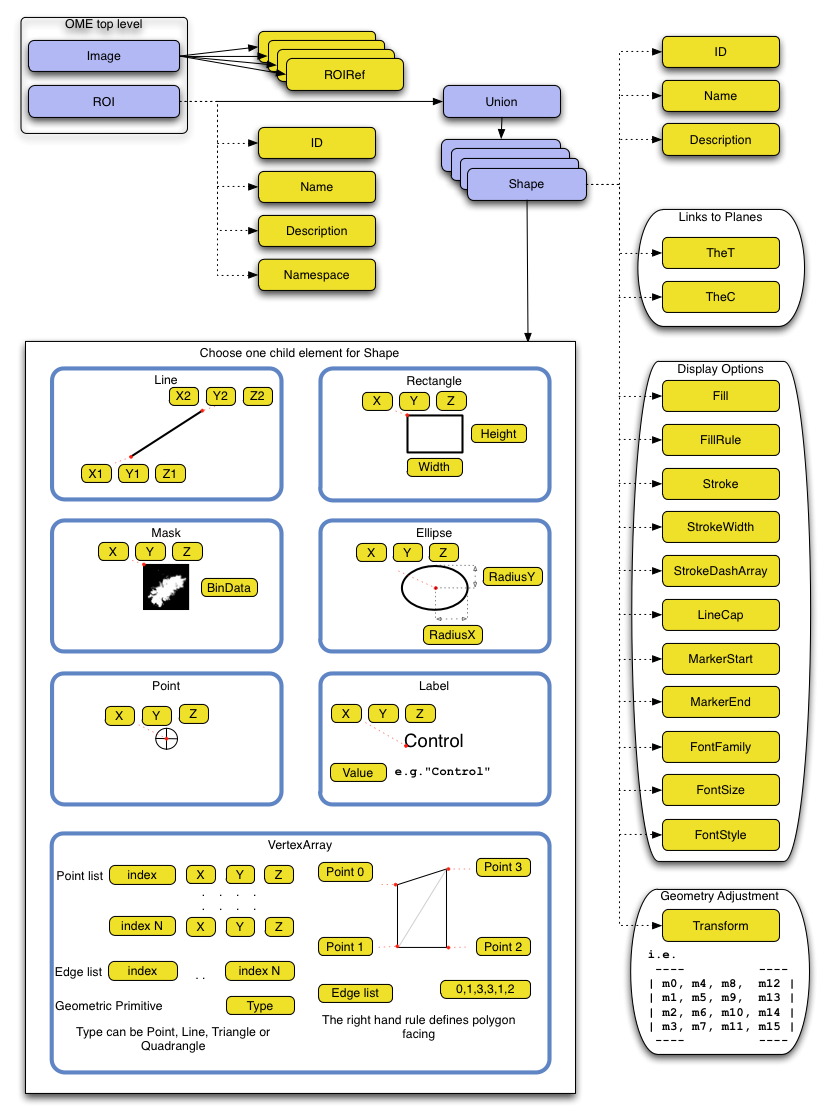 OME top level
Image
ROI
ROIRef
ID
Name
Description
Namespace
Union
Shape
ID
Name
Description
Links to Planes
TheT
TheC
Display Options
Fill
FillRule
Stroke
StrokeWidth
StrokeDashArray
LineCap
MarkerStart
MarkerEnd
FontFamily
FontSize
FontStyle
Geometry Adjustment
Transform
i.e.
---- ----
| m0, m4, m8, m12 |
| m1, m5, m9, m13 |
| m2, m6, m10, m14 |
| m3, m7, m11, m15 |
---- ----
Choose one child element for Shape
Line
X2 Y2 Z2
X1 Y1 Z1
Rectangle
X Y Z
Height
Width
Mask
X Y Z
BinData
Ellipse
X Y Z
RadiusY
RadiusX
Point
X Y Z
Label
X Y Z
Control
Value e.g."Control"
VertexArray
Point list index X Y Z
. . . .
. . . .
index N X Y Z
Edge list index . . index N
Geometric Primitive Type
Type can be Point, Line, Triangle or
Quadrangle
Point 0 Point 3
Point 1 Point 2
Edge list 0,1,3,3,1,2
The right hand rule defines polygon
facing